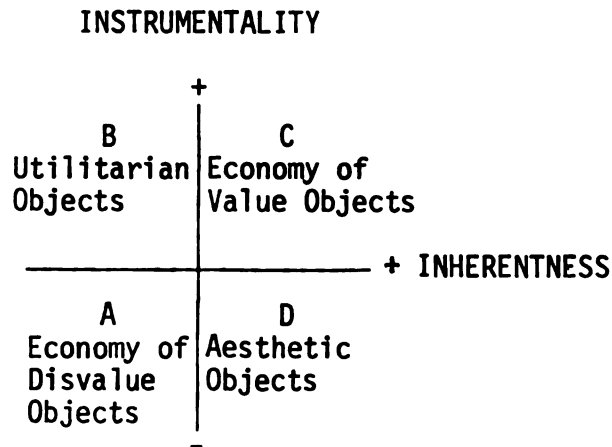 INSTRUMENTALITY
+
B
Utilitarian
Objects
C
Economy of
Value Objects
+ INHERENTNESS
A
Economy of
Disvalue
Objects
D
Aesthetic
Objects
-